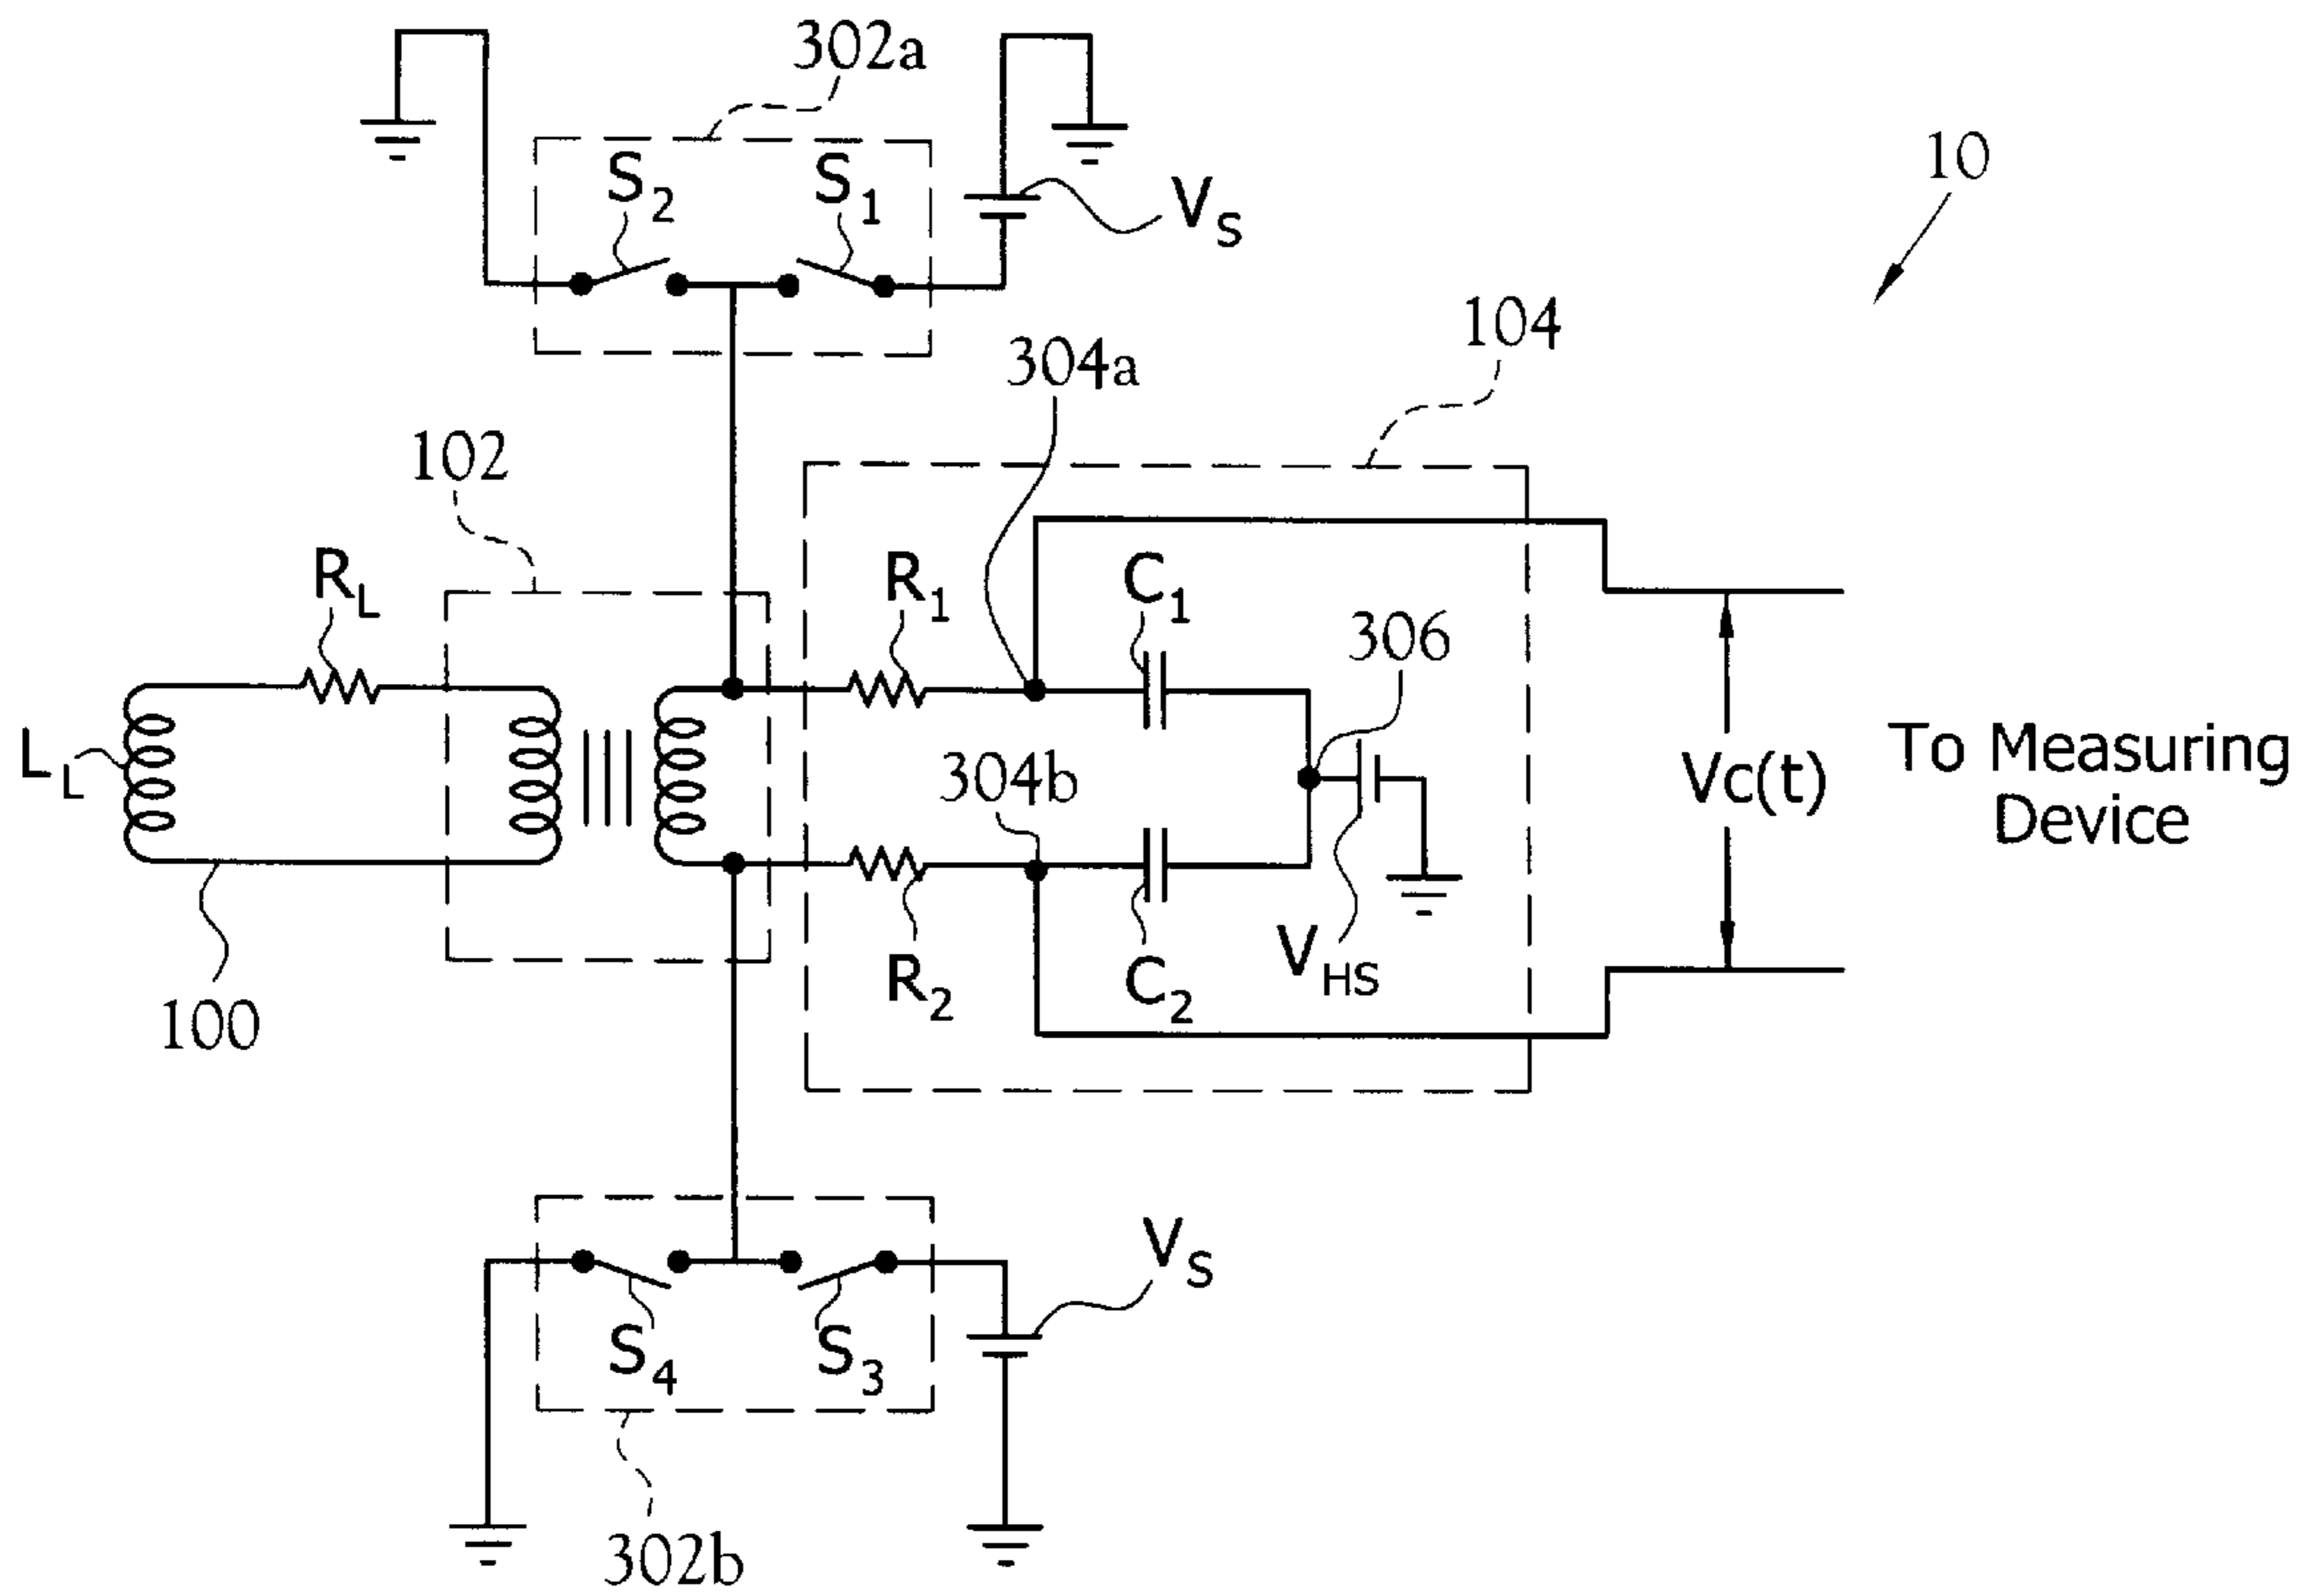 302a
S2
S1
VS
10
304a
104
102
RL
R1
C1
306
LL
304b
Vc(t)
To Measuring
Device
VHS
R2
C2
100
VS
S4
S3
302b